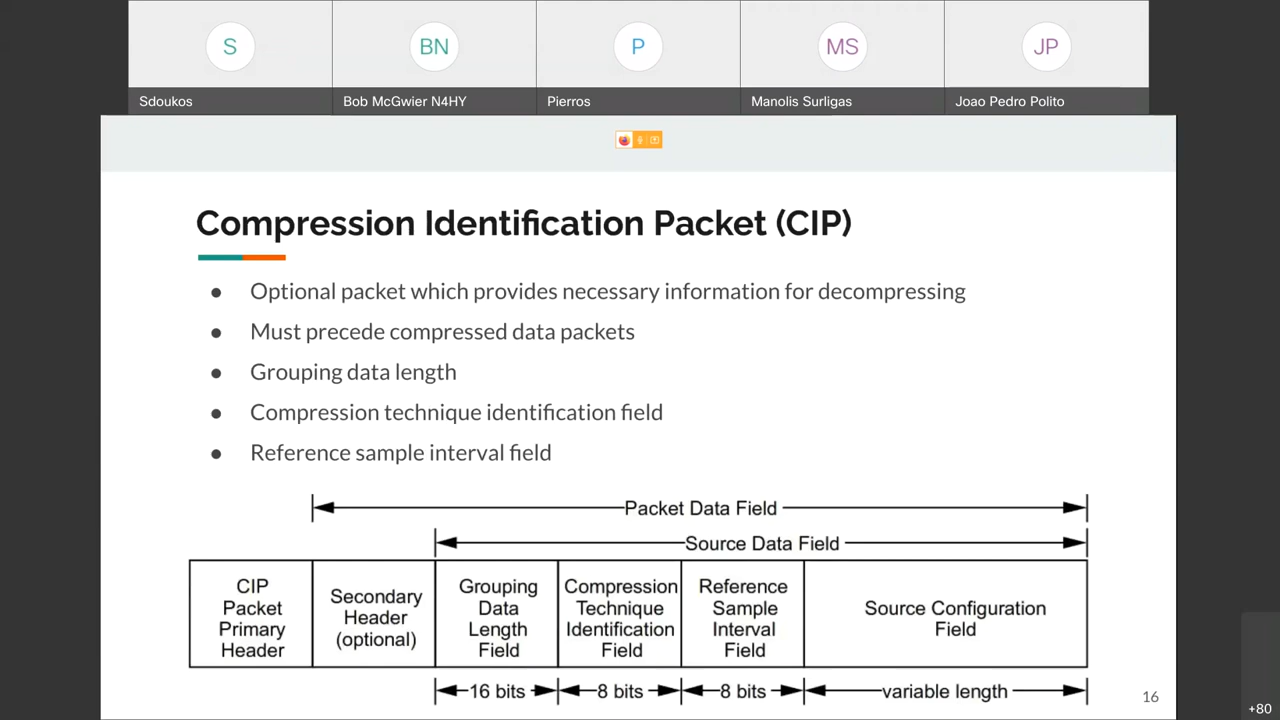 S
BN
P
MS
JP
Sdoukos
Bob McGwier N4HY
Pierros
Manolis Surligas
Joao Pedro Polito
Compression Identification Packet (CIP)
● Optional packet which provides necessary information for decompressing
● Must precede compressed data packets
● Grouping data length
● Compression technique identification field
● Reference sample interval field
Packet Data Field
Source Data Field
CIP
Packet
Primary
Header
Secondary
Header
(optional)
Grouping
Data
Length
Field
Compression
Technique
Identification
Field
Reference
Sample
Interval
Field
Source Configuration
Field
16 bits
8 bits
8 bits
variable length
16
+80